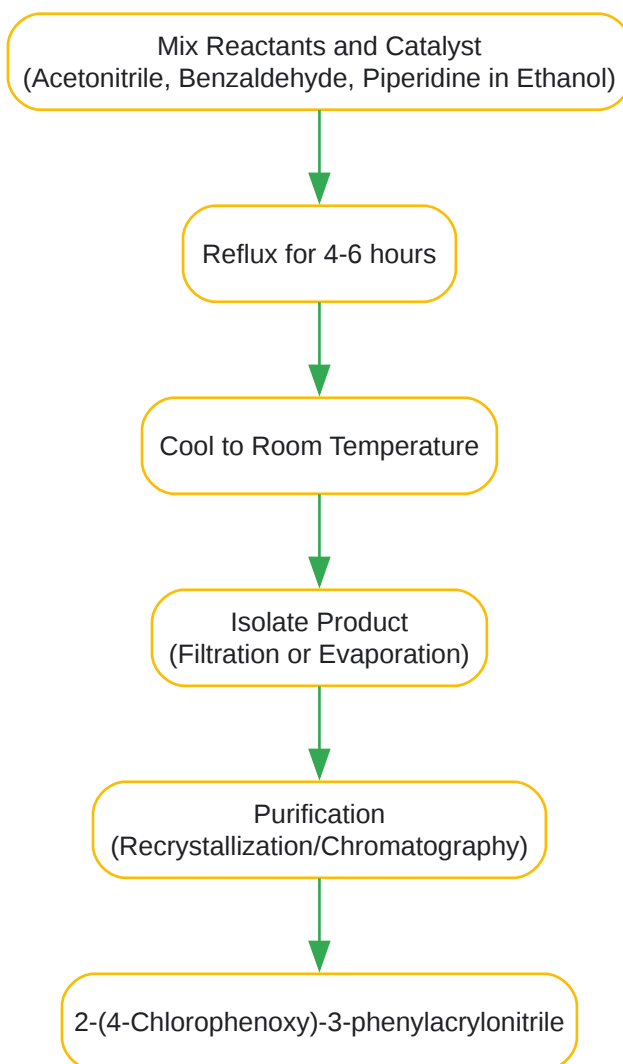 Mix Reactants and Catalyst
(Acetonitrile, Benzaldehyde, Piperidine in Ethanol)
Reflux for 4-6 hours
Cool to Room Temperature
Isolate Product
(Filtration or Evaporation)
Purification
(Recrystallization/Chromatography)
2-(4-Chlorophenoxy)-3-phenylacrylonitrile